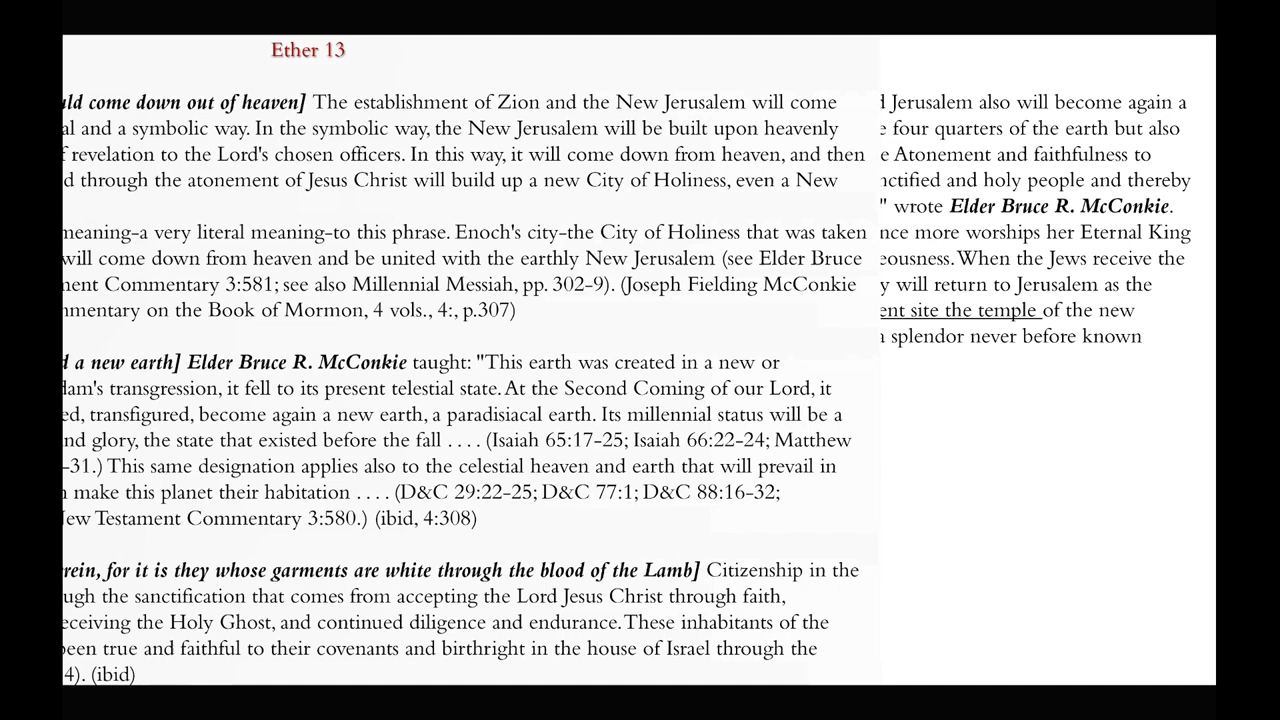 Ether 13
uld come down out of heaven] The establishment of Zion and the New Jerusalem will come
al and a symbolic way. In the symbolic way, the New Jerusalem will be built upon heavenly
f revelation to the Lord's chosen officers. In this way, it will come down from heaven, and then
d through the atonement of Jesus Christ will build up a new City of Holiness, even a New
meaning-a very literal meaning-to this phrase. Enoch's city-the City of Holiness that was taken
will come down from heaven and be united with the earthly New Jerusalem (see Elder Bruce
ment Commentary 3:581; see also Millennial Messiah, pp. 302-9). (Joseph Fielding McConkie
mmentary on the Book of Mormon, 4 vols., 4:, p.307)
d a new earth] Elder Bruce R. McConkie taught: "This earth was created in a new or
dam's transgression, it fell to its present telestial state. At the Second Coming of our Lord, it
ed, transfigured, become again a new earth, a paradisiacal earth. Its millennial status will be a
and glory, the state that existed before the fall . . . . (Isaiah 65:17-25; Isaiah 66:22-24; Matthew
-31.) This same designation applies also to the celestial heaven and earth that will prevail in
n make this planet their habitation . . . . (D&C 29:22-25; D&C 77:1; D&C 88:16-32;
New Testament Commentary 3:580.) (ibid, 4:308)
rein, for it is they whose garments are white through the blood of the Lamb] Citizenship in the
ugh the sanctification that comes from accepting the Lord Jesus Christ through faith,
eceiving the Holy Ghost, and continued diligence and endurance. These inhabitants of the
been true and faithful to their covenants and birthright in the house of Israel through the
4). (ibid)
d Jerusalem also will become again a
e four quarters of the earth but also
e Atonement and faithfulness to
nctified and holy people and thereby
" wrote Elder Bruce R. McConkie.
nce more worships her Eternal King
eousness. When the Jews receive the
y will return to Jerusalem as the
ent site the temple of the new
n splendor never before known